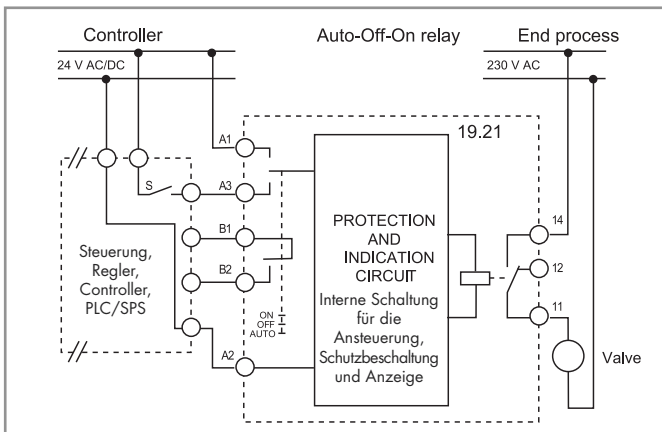 Controller
Auto-Off-On relay
End process
24 V AC/DC
230 V AC
A1
19.21
S
A3
14
PROTECTION
AND
INDICATION
CIRCUIT
B1
12
B2
Steuerung,
Regler,
Controller,
PLC/SPS
Interne Schaltung
für die
Ansteuerung,
Schutzbeschaltung
und Anzeige
11
ON
OFF
AUTO
A2
Valve